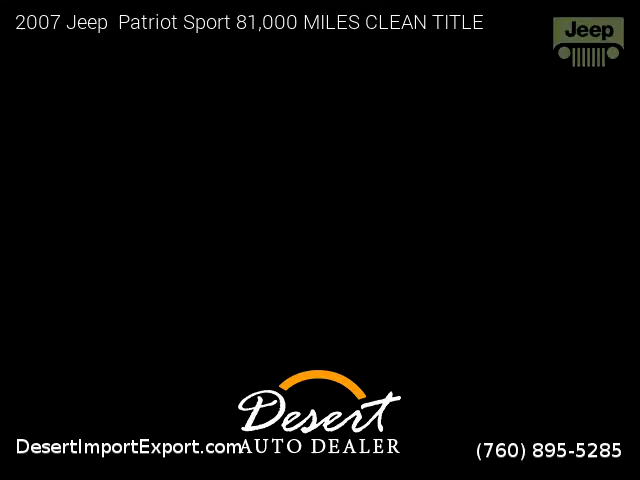 2007 Jeep  Patriot Sport 81,000 MILES CLEAN TITLE
Jeep
Desert
AUTO DEALER
DesertImportExport.com
(760) 895-5285